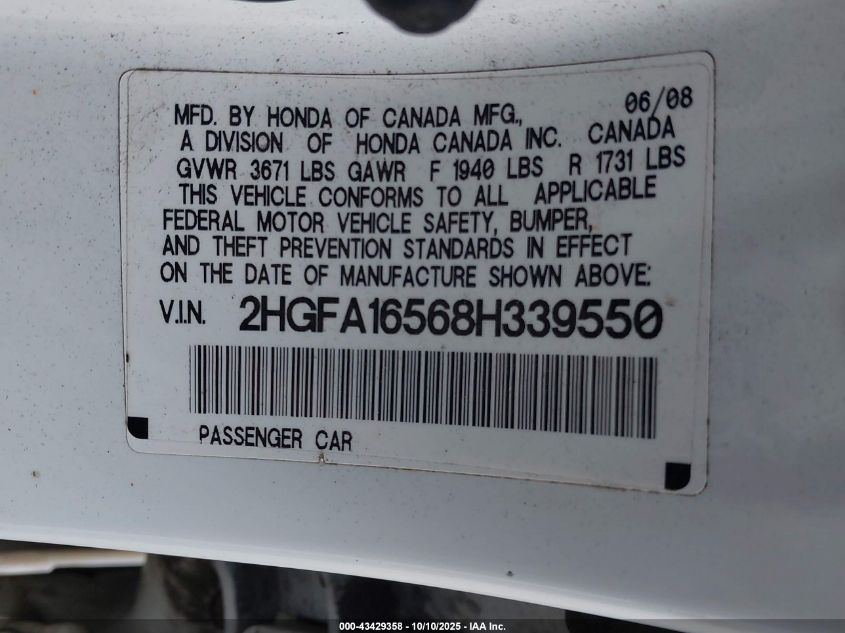 06/08
MFD. BY HONDA OF CANADA MFG.,
A DIVISION OF HONDA CANADA INC. CANADA
GVWR 3671 LBS GAWR F 1940 LBS R 1731 LBS
THIS VEHICLE CONFORMS TO ALL APPLICABLE
FEDERAL MOTOR VEHICLE SAFETY, BUMPER,
AND THEFT PREVENTION STANDARDS IN EFFECT
ON THE DATE OF MANUFACTURE SHOWN ABOVE:
V.I.N. 2HGFA16568H339550
PASSENGER CAR
000-43429358 - 10/10/2025 - IAA Inc.